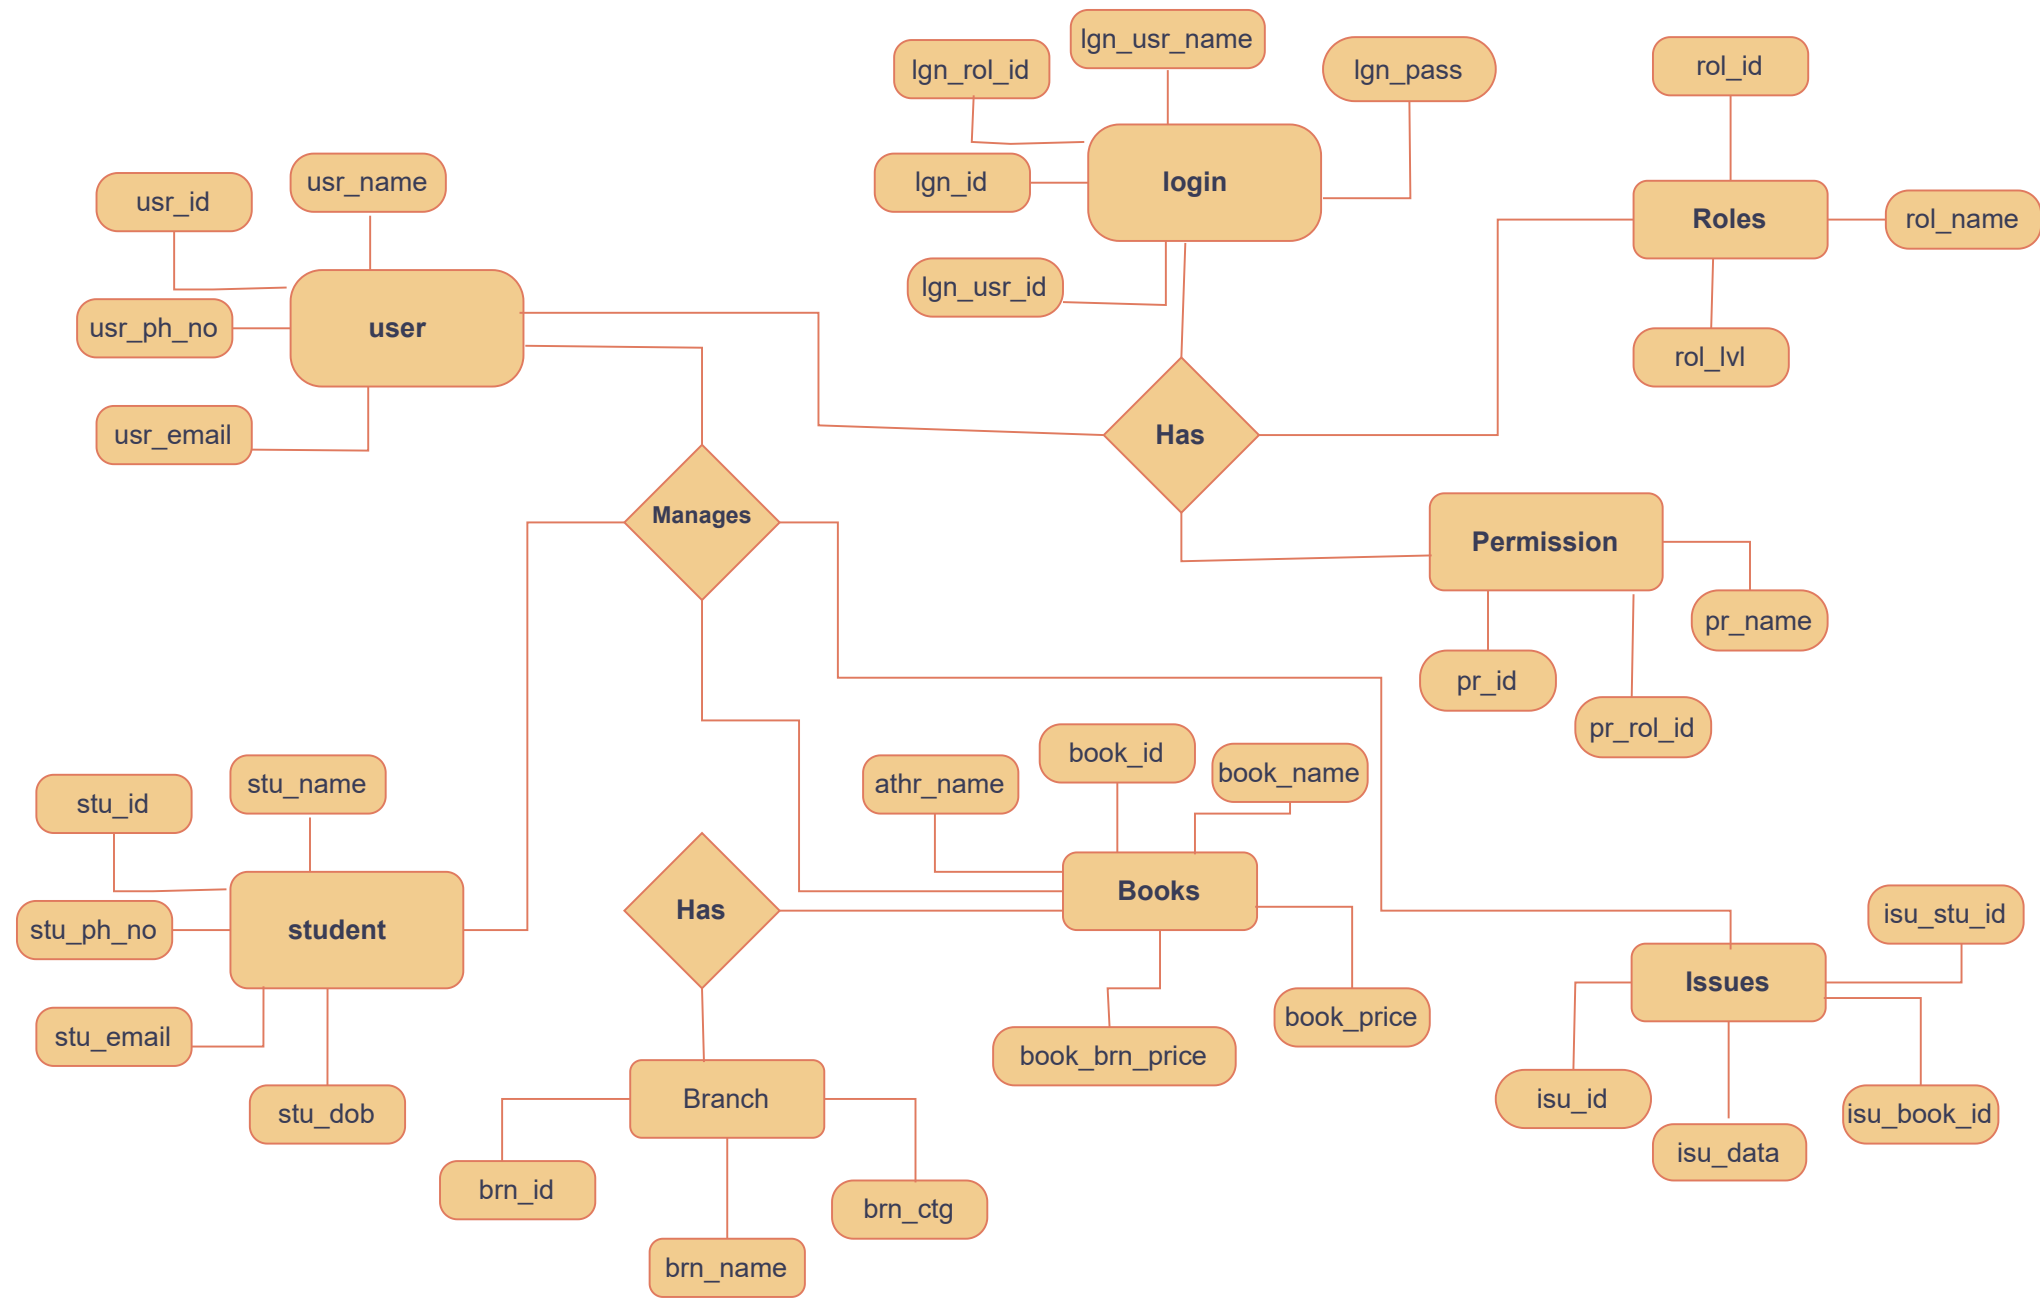 lgn_usr_name
lgn_rol_id
lgn_pass
rol_id
lgn_id
login
usr_name
usr_id
Roles
rol_name
lgn_usr_id
usr_ph_no
user
rol_lvl
usr_email
Has
Manages
Permission
pr_name
pr_id
pr_rol_id
book_id
book_name
athr_name
stu_name
stu_id
Books
Has
isu_stu_id
stu_ph_no
student
Issues
book_price
stu_email
book_brn_price
Branch
isu_id
stu_dob
isu_book_id
isu_data
brn_id
brn_ctg
brn_name